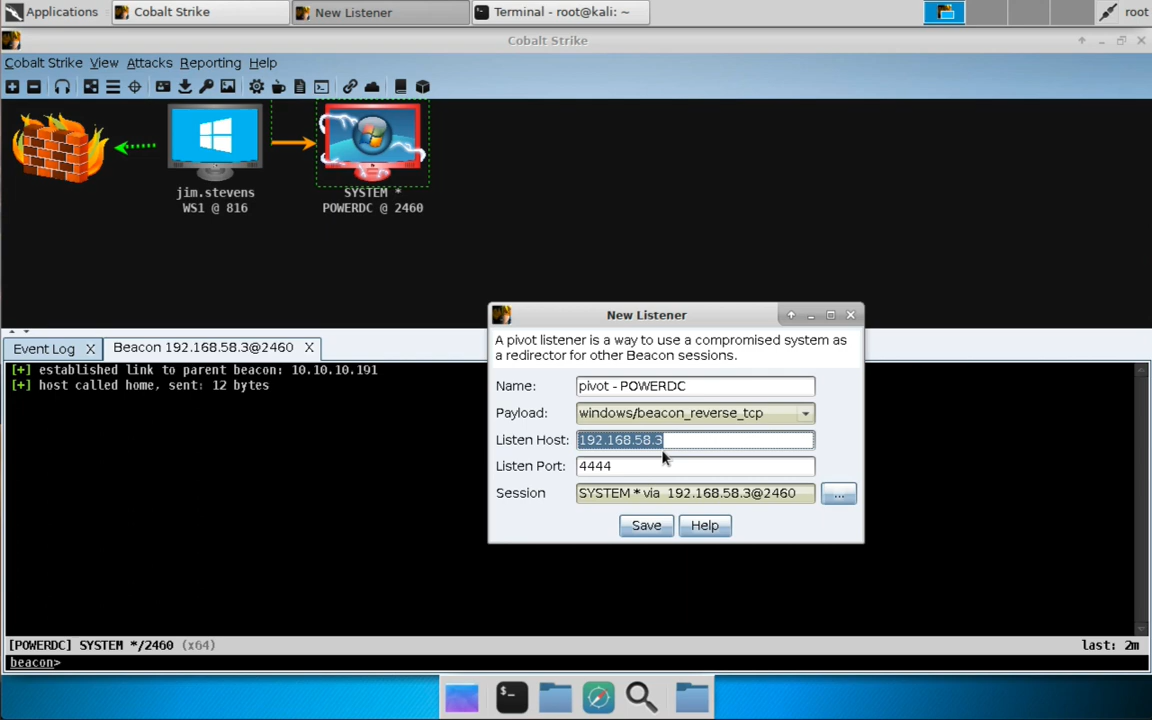 Applications
Cobalt Strike
New Listener
Terminal - root@kali: ~
root
Cobalt Strike
Cobalt Strike View Attacks Reporting Help
jim.stevens
WS1 @ 816
SYSTEM *
POWERDC @ 2460
New Listener
A pivot listener is a way to use a compromised system as
a redirector for other Beacon sessions.
Name: pivot - POWERDC
Payload: windows/beacon_reverse_tcp
Listen Host: 192.168.58.3
Listen Port: 4444
Session SYSTEM * via 192.168.58.3@2460 ...
Save Help
Event Log X Beacon 192.168.58.3@2460 X
[+] established link to parent beacon: 10.10.10.191
[+] host called home, sent: 12 bytes
[POWERDC] SYSTEM */2460 (x64) last: 2m
beacon>
$_